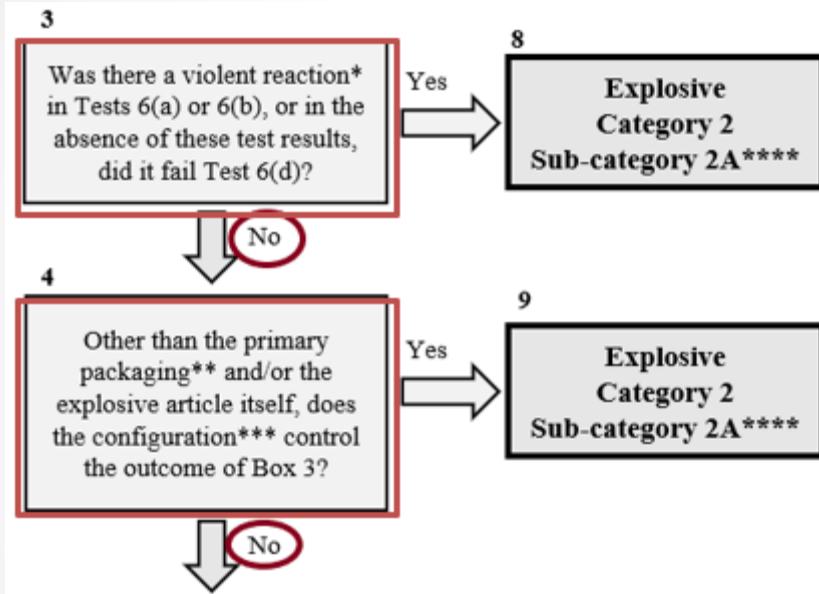 3
Was there a violent reaction*
in Tests 6(a) or 6(b), or in the
absence of these test results,
did it fail Test 6(d)?
Yes
8
Explosive
Category 2
Sub-category 2A****
No
4
Other than the primary
packaging** and/or the
explosive article itself, does
the configuration*** control
the outcome of Box 3?
Yes
9
Explosive
Category 2
Sub-category 2A****
No